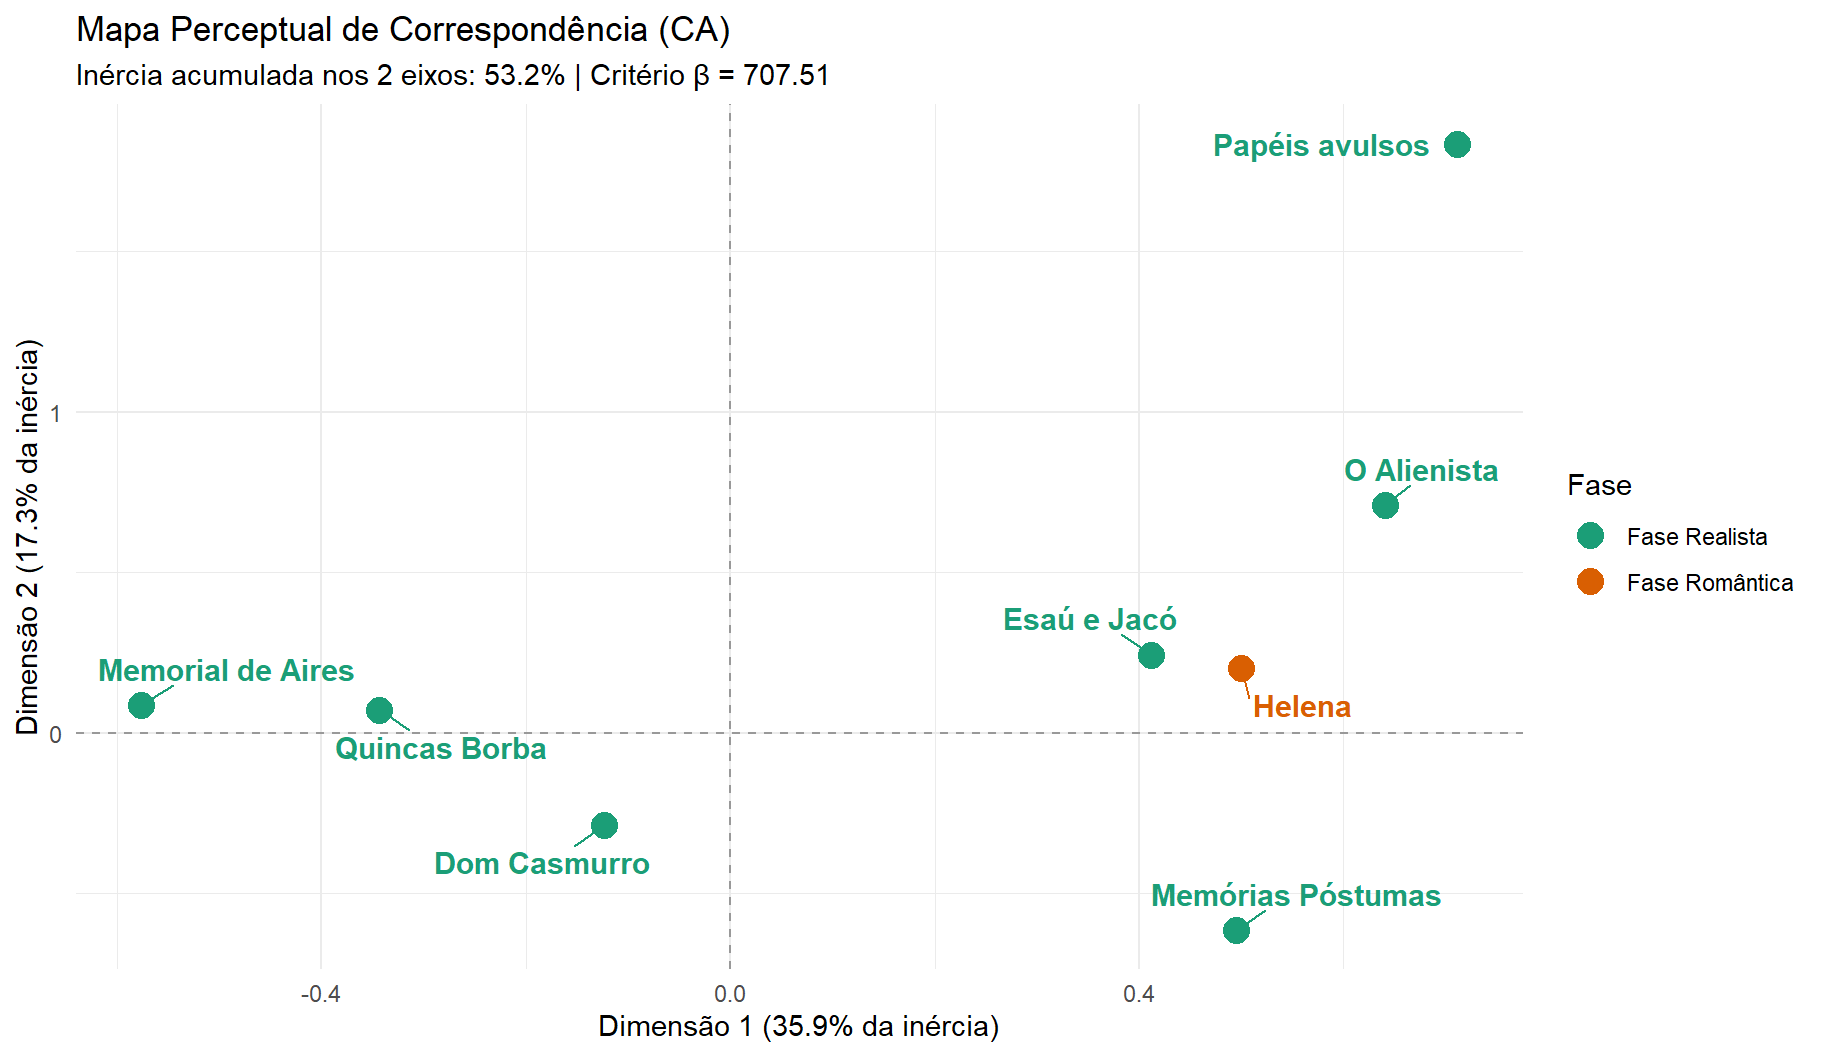 Mapa Perceptual de Correspondência (CA)
Inércia acumulada nos 2 eixos: 53.2% | Critério β = 707.51
Papéis avulsos
O Alienista
Esaú e Jacó
Helena
Memorial de Aires
Quincas Borba
Dom Casmurro
Memórias Póstumas
Dimensão 2 (17.3% da inércia)
1
0
-0.4
0.0
0.4
Dimensão 1 (35.9% da inércia)
Fase
Fase Realista
Fase Romântica